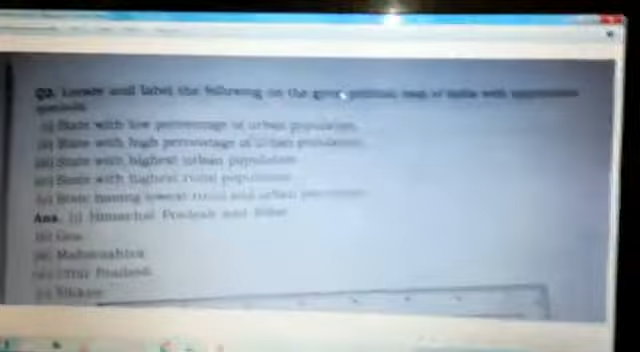 Q2. Locate and label the following on the given political map of India with appropriate
symbols.
(i) State with low percentage of urban population
(ii) State with high percentage of urban population
(iii) State with highest urban population
(iv) State with highest rural population
(v) State having lowest rural and urban population
Ans. (i) Himachal Pradesh and Bihar
(ii) Goa
(iii) Maharashtra
(iv) Uttar Pradesh
(v) Sikkim